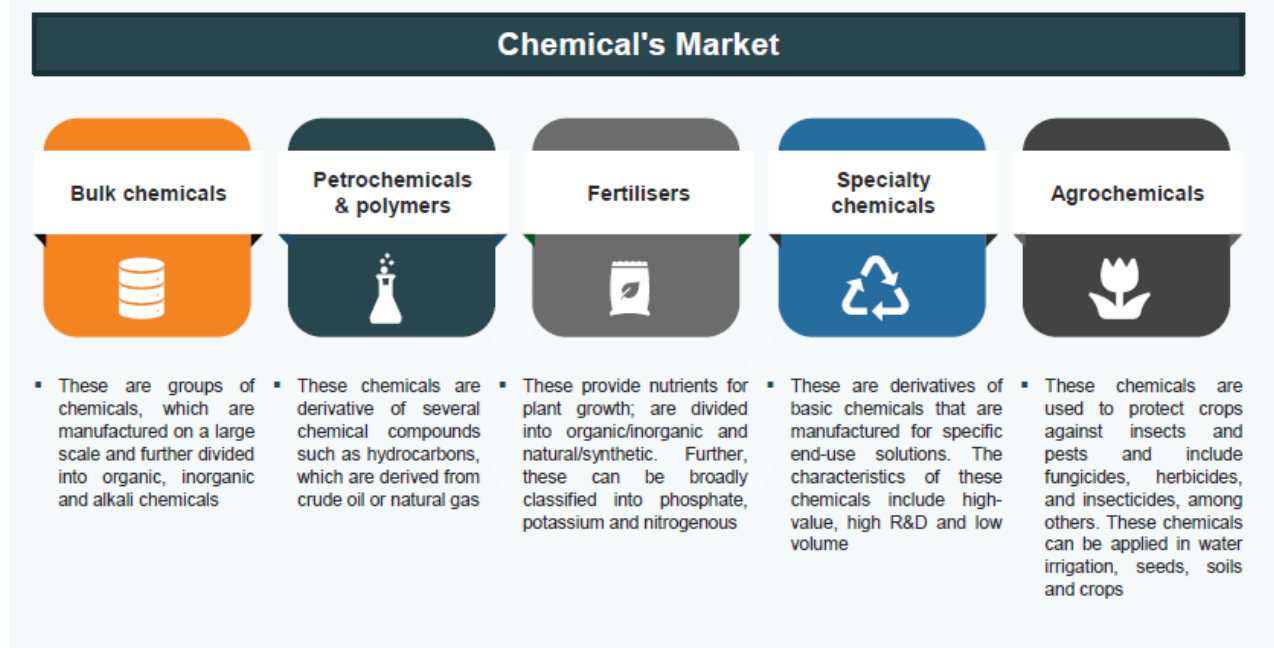 Chemical's Market
Bulk chemicals
Petrochemicals
& polymers
Fertilisers
Specialty
chemicals
Agrochemicals
▪ These are groups of
chemicals, which are
manufactured on a large
scale and further divided
into organic, inorganic
and alkali chemicals
▪ These chemicals are
derivative of several
chemical compounds
such as hydrocarbons,
which are derived from
crude oil or natural gas
▪ These provide nutrients for
plant growth; are divided
into organic/inorganic and
natural/synthetic. Further,
these can be broadly
classified into phosphate,
potassium and nitrogenous
▪ These are derivatives of
basic chemicals that are
manufactured for specific
end-use solutions. The
characteristics of these
chemicals include high-
value, high R&D and low
volume
▪ These chemicals are
used to protect crops
against insects and
pests and include
fungicides, herbicides,
and insecticides, among
others. These chemicals
can be applied in water
irrigation, seeds, soils
and crops